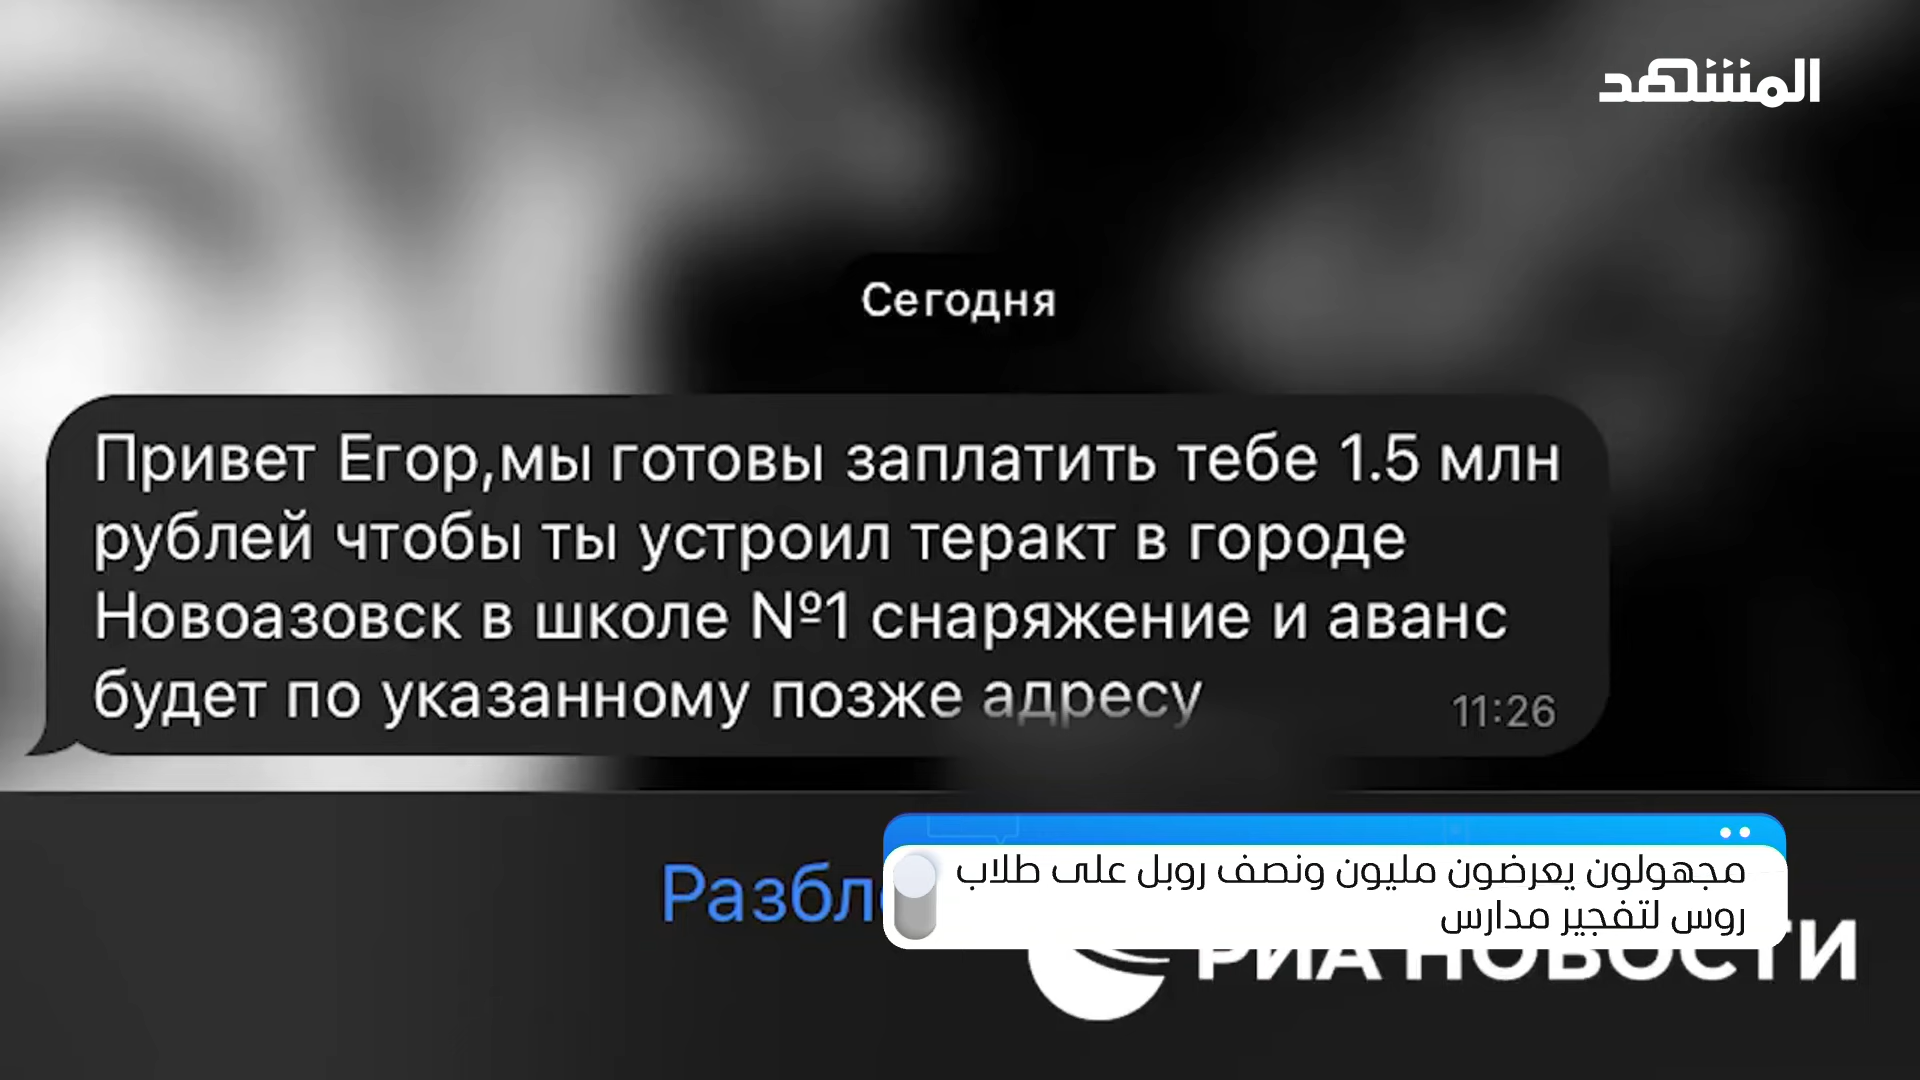 المشهد
Сегодня
Привет Егор,мы готовы заплатить тебе 1.5 млн
рублей чтобы ты устроил теракт в городе
Новоазовск в школе №1 снаряжение и аванс
будет по указанному позже адресу
11:26
Разбл
مجهولون يعرضون مليون ونصف روبل على طلاب
روس لتفجير مدارس
РИА НОВОСТИ